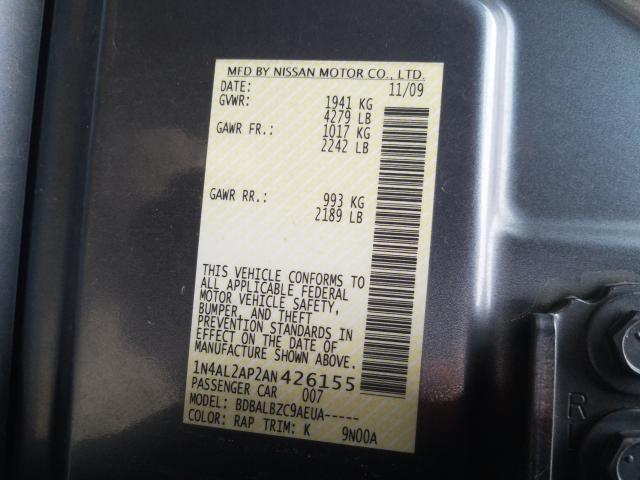 MFD BY NISSAN MOTOR CO., LTD.
DATE: 11/09
GVWR: 1941 KG
4279 LB
GAWR FR.: 1017 KG
2242 LB
GAWR RR.: 993 KG
2189 LB
THIS VEHICLE CONFORMS TO
ALL APPLICABLE FEDERAL
MOTOR VEHICLE SAFETY,
BUMPER, AND THEFT
PREVENTION STANDARDS IN
EFFECT ON THE DATE OF
MANUFACTURE SHOWN ABOVE.
1N4AL2AP2AN426155
PASSENGER CAR 007
MODEL: BDBALBZC9AEUA-----
COLOR: RAP TRIM: K 9N00A
R